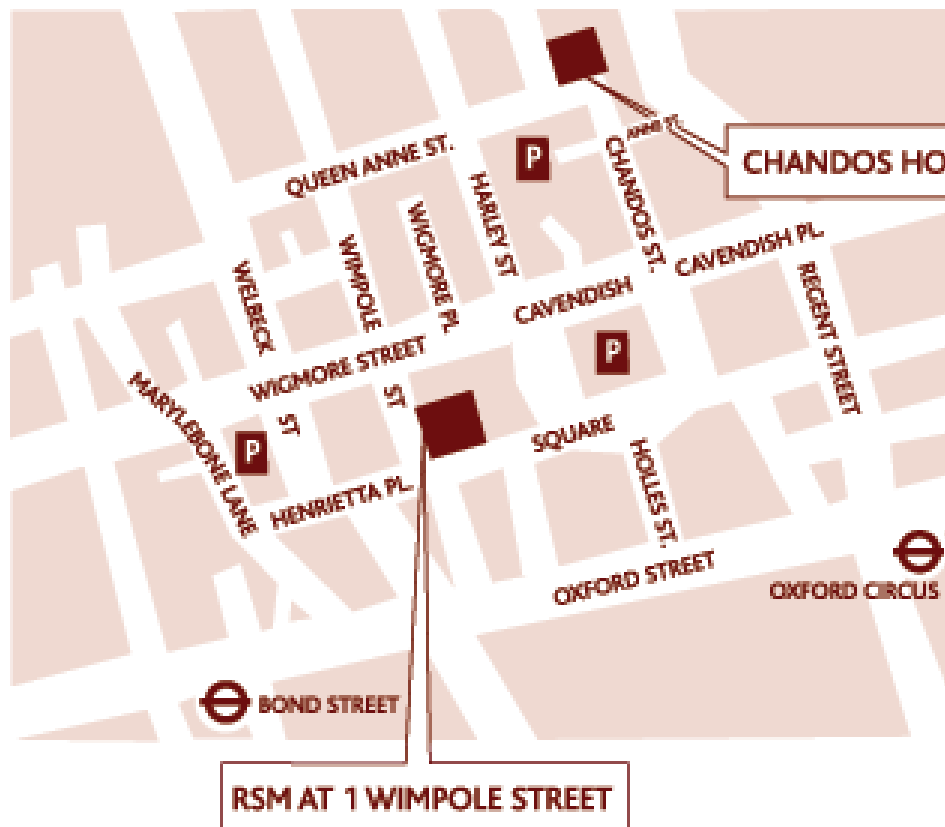 P
ANNE ST.
CHANDOS HO
QUEEN ANNE ST.
HARLEY ST
CHANDOS ST.
WIGMORE PL
WIMPOLE
ST
WELBECK
ST
CAVENDISH PL.
CAVENDISH
SQUARE
REGENT STREET
P
WIGMORE STREET
MARYLEBONE LANE
P
HENRIETTA PL.
HOLLES ST.
OXFORD STREET
OXFORD CIRCUS
BOND STREET
RSM AT 1 WIMPOLE STREET